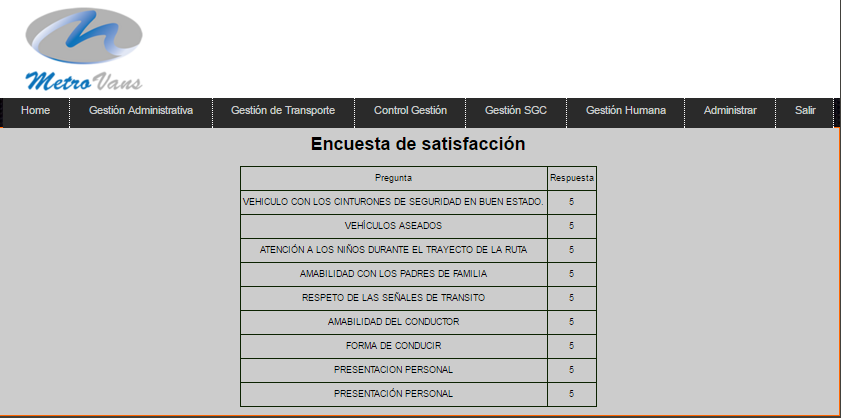 MetroVans
Home Gestión Administrativa Gestión de Transporte Control Gestión Gestión SGC Gestión Humana Administrar Salir
Encuesta de satisfacción
Pregunta Respuesta
VEHICULO CON LOS CINTURONES DE SEGURIDAD EN BUEN ESTADO. 5
VEHÍCULOS ASEADOS 5
ATENCIÓN A LOS NIÑOS DURANTE EL TRAYECTO DE LA RUTA 5
AMABILIDAD CON LOS PADRES DE FAMILIA 5
RESPETO DE LAS SEÑALES DE TRANSITO 5
AMABILIDAD DEL CONDUCTOR 5
FORMA DE CONDUCIR 5
PRESENTACION PERSONAL 5
PRESENTACIÓN PERSONAL 5